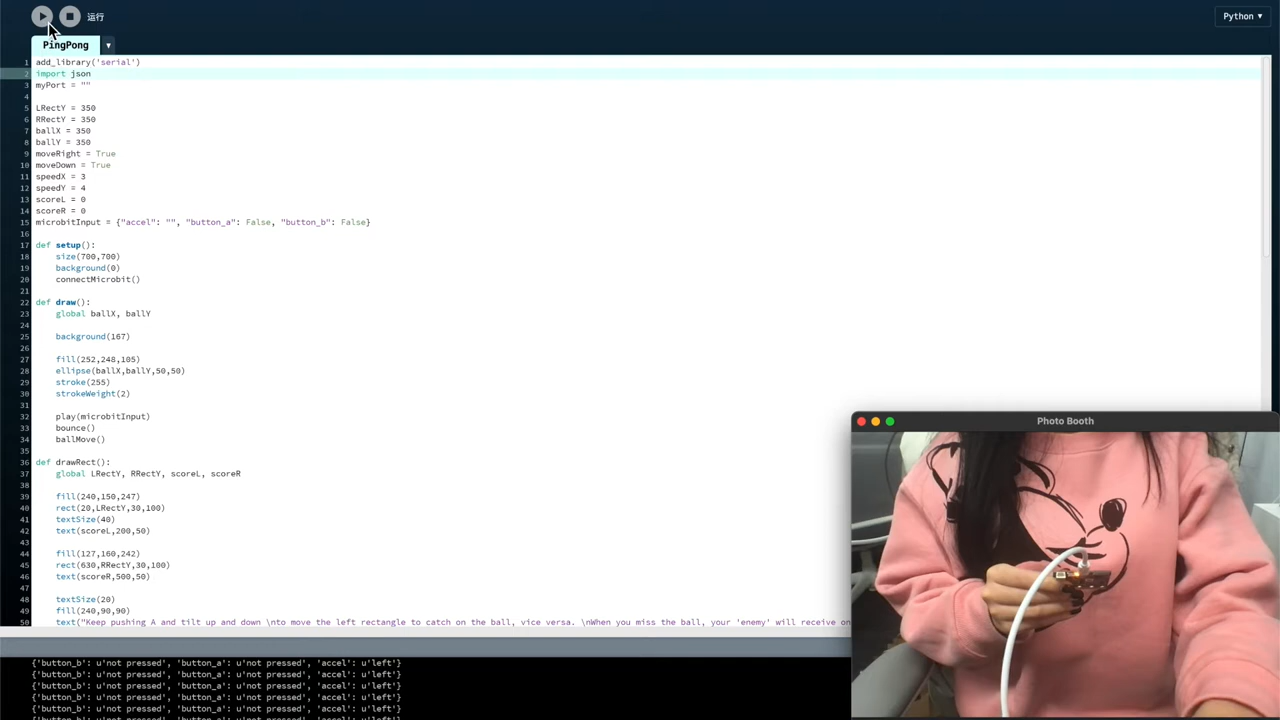 运行
Python ▼
PingPong ▼
1 add_library('serial')
2 import json
3 myPort = ""
4
5 LRectY = 350
6 RRectY = 350
7 ballX = 350
8 ballY = 350
9 moveRight = True
10 moveDown = True
11 speedX = 3
12 speedY = 4
13 scoreL = 0
14 scoreR = 0
15 microbitInput = {"accel": "", "button_a": False, "button_b": False}
16
17 def setup():
18 size(700,700)
19 background(0)
20 connectMicrobit()
21
22 def draw():
23 global ballX, ballY
24
25 background(167)
26
27 fill(252,248,105)
28 ellipse(ballX,ballY,50,50)
29 stroke(255)
30 strokeWeight(2)
31
32 play(microbitInput)
33 bounce()
34 ballMove()
35
36 def drawRect():
37 global LRectY, RRectY, scoreL, scoreR
38
39 fill(240,150,247)
40 rect(20,LRectY,30,100)
41 textSize(40)
42 text(scoreL,200,50)
43
44 fill(127,160,242)
45 rect(630,RRectY,30,100)
46 text(scoreR,500,50)
47
48 textSize(20)
49 fill(240,90,90)
50 text("Keep pushing A and tilt up and down \nto move the left rectangle to catch on the ball, vice versa. \nWhen you miss the ball, your 'enemy' will receive on
Photo Booth
{'button_b': u'not pressed', 'button_a': u'not pressed', 'accel': u'left'}
{'button_b': u'not pressed', 'button_a': u'not pressed', 'accel': u'left'}
{'button_b': u'not pressed', 'button_a': u'not pressed', 'accel': u'left'}
{'button_b': u'not pressed', 'button_a': u'not pressed', 'accel': u'left'}
{'button_b': u'not pressed', 'button_a': u'not pressed', 'accel': u'left'}